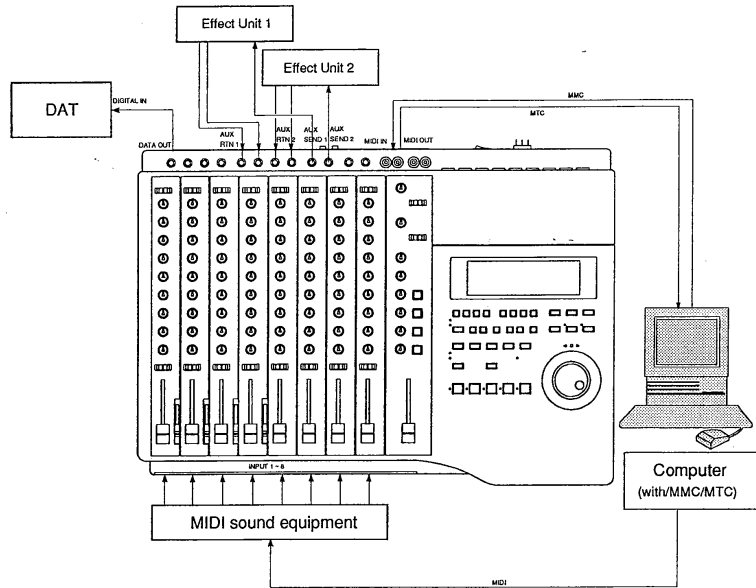 Effect Unit 1
Effect Unit 2
DAT
DIGITAL IN
MMC
MTC
DATA OUT
AUX
RTN 1
AUX
RTN 2
AUX
SEND 1
AUX
SEND 2
MIDI IN
MIDI OUT
INPUT 1 ~ 8
MIDI sound equipment
Computer
(with/MMC/MTC)
MIDI